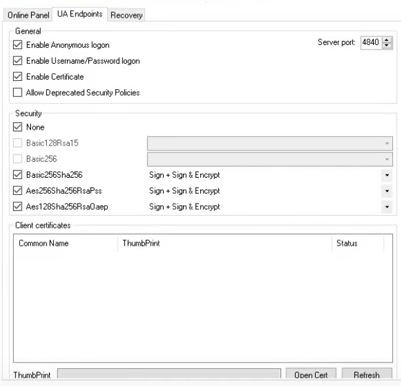 Online Panel UA Endpoints Recovery
General
Enable Anonymous logon Server port: 4840
Enable Username/Password logon
Enable Certificate
Allow Deprecated Security Policies
Security
None
Basic128Rsa15
Basic256
Basic256Sha256 Sign + Sign & Encrypt
Aes256Sha256RsaPss Sign + Sign & Encrypt
Aes128Sha256RsaOaep Sign + Sign & Encrypt
Client certificates
Common Name ThumbPrint Status
ThumbPrint Open Cert Refresh